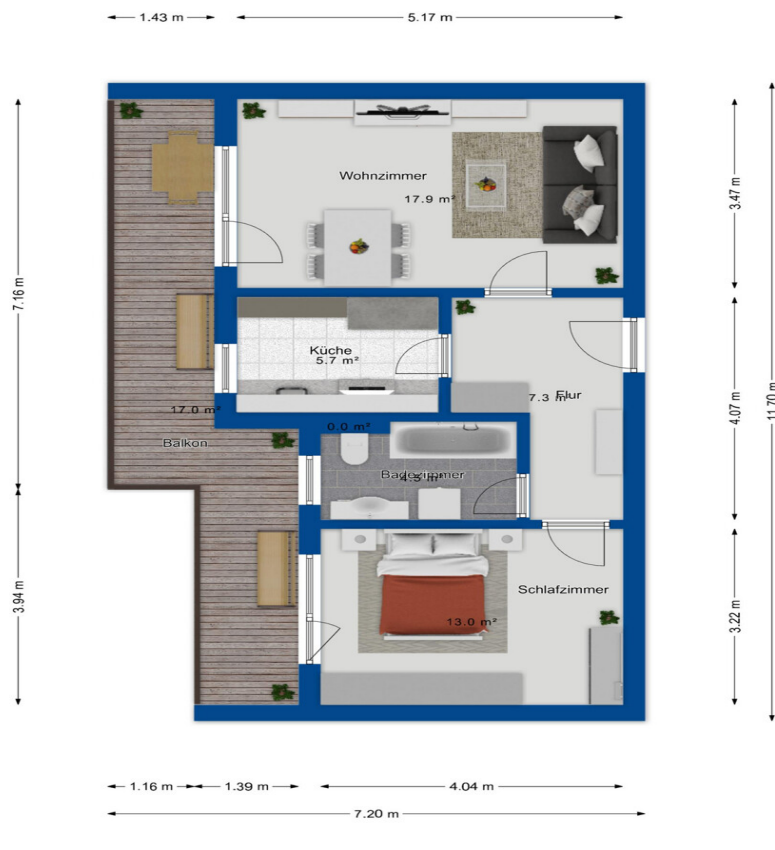 1.43 m
5.17 m
Wohnzimmer
17.9 m²
3.47 m
7.16 m
Küche
5.7 m²
Flur
7.3 m²
4.07 m
11.70 m
17.0 m²
Balkon
0.0 m²
Badezimmer
4.5 m²
Schlafzimmer
13.0 m²
3.94 m
3.22 m
1.16 m
1.39 m
4.04 m
7.20 m